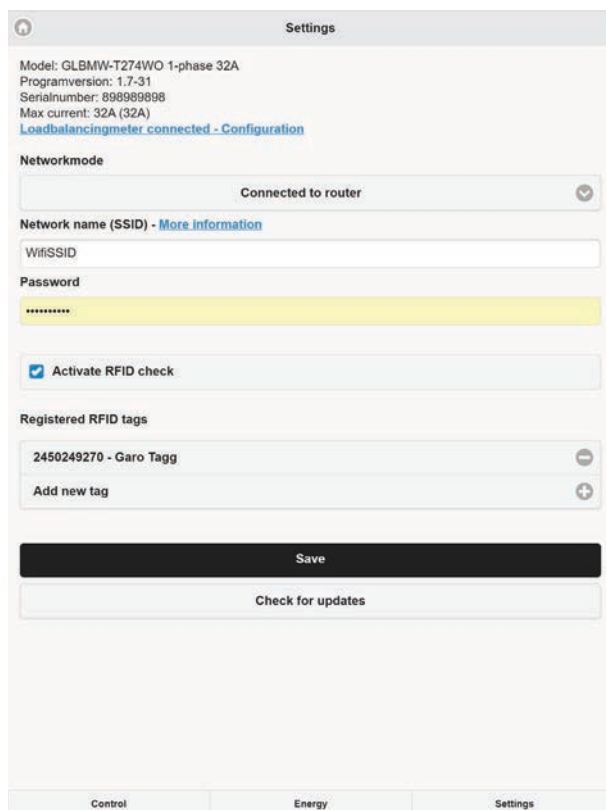 Settings
Model: GLBMW-T274WO 1-phase 32A
Programversion: 1.7-31
Serialnumber: 898989898
Max current: 32A (32A)
Loadbalancingmeter connected - Configuration
Networkmode
Connected to router
Network name (SSID) - More information
WifiSSID
Password
••••••••••
Activate RFID check
Registered RFID tags
2450249270 - Garo Tagg
Add new tag
Save
Check for updates
Control Energy Settings